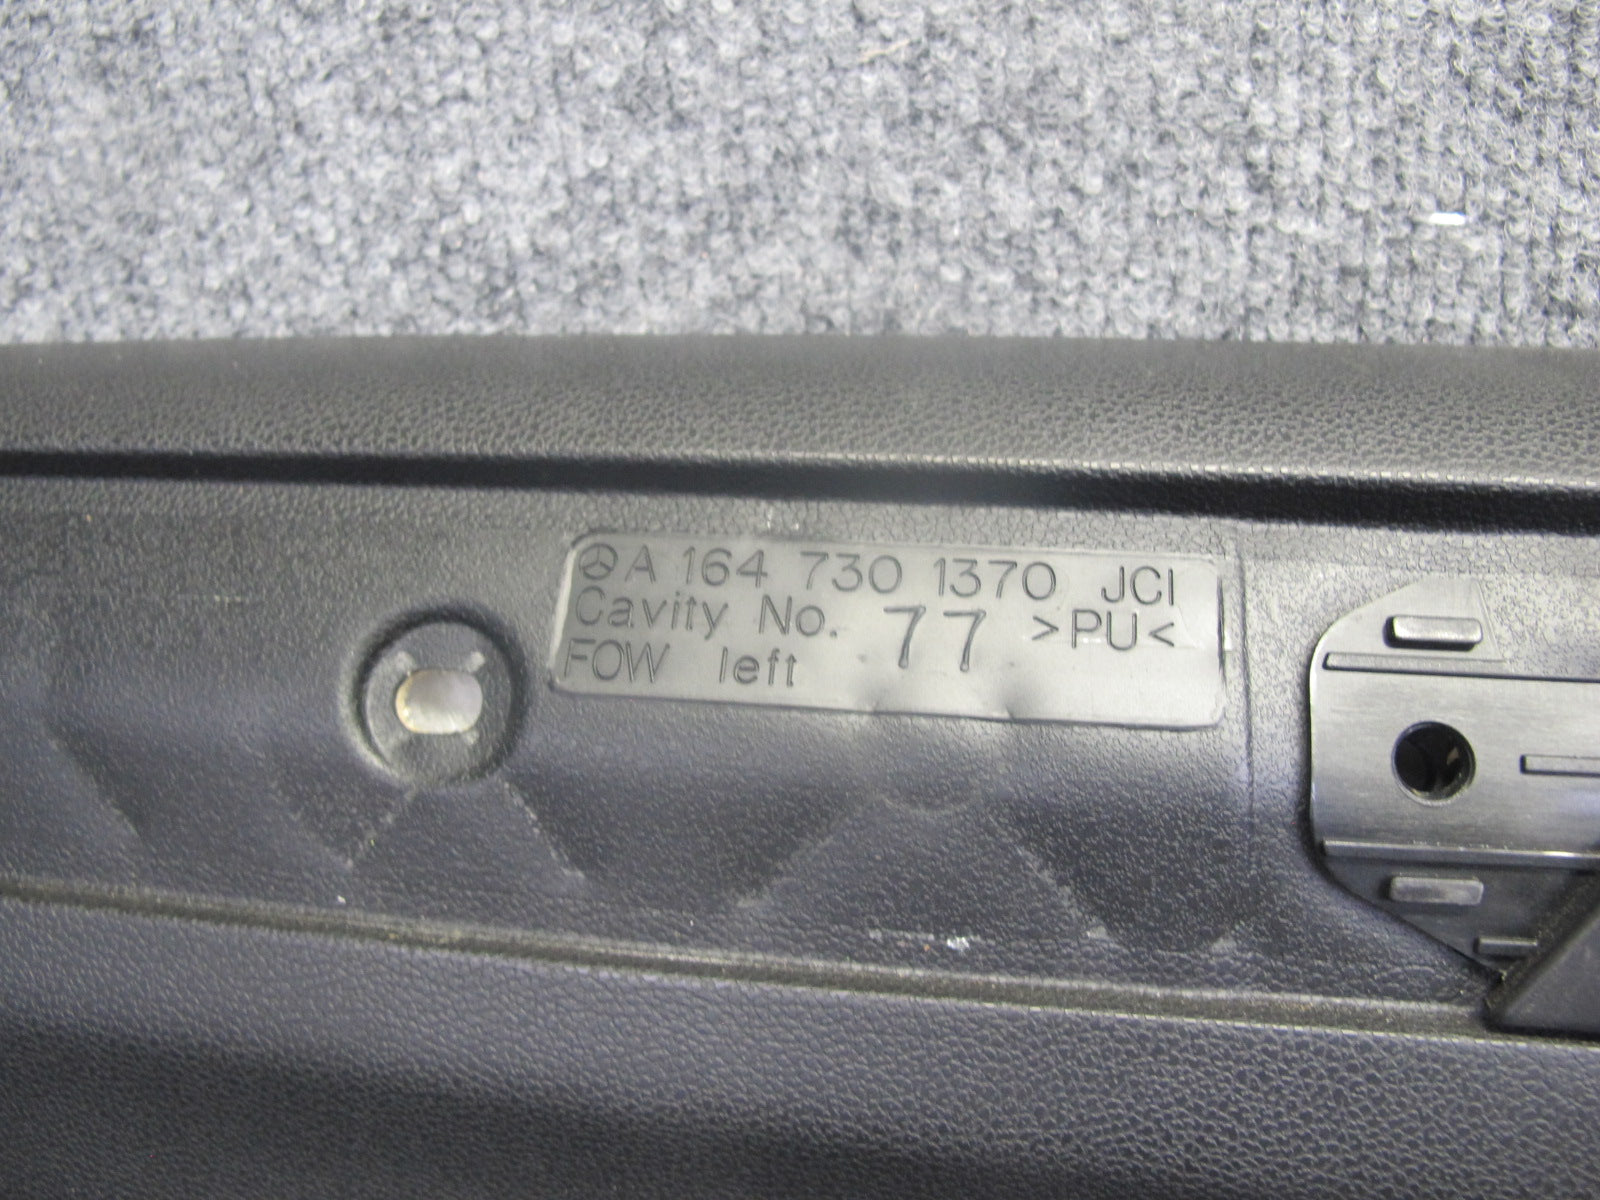 A 164 730 1370 JCI
Cavity No. 77 >PU<
FOW left